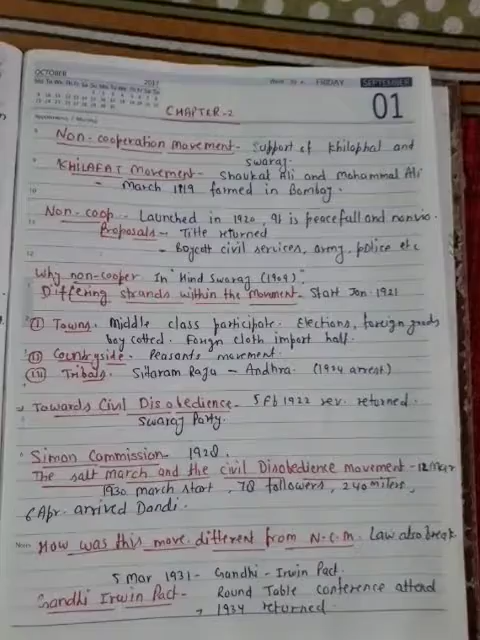 OCTOBER 2017
FRIDAY SEPTEMBER
01
Appointments / Meetings
CHAPTER-2
Non-cooperation movement - Support of Khilaphat and
swaraj.
KHILAFAT Movement - Shaukat Ali and Mohammal Ali
- March 1919 formed in Bombay.
Non-coop - Launched in 1920, It is peacefull and nonvio.
Proposals - Title returned
- Boycott civil services, army, police etc
Why non-cooper In "Hind Swaraj (1909)".
Differing strands within the Movement - Start Jan. 1921
(I) Towns. Middle class participate. Elections, foreign goods
boycotted. Foreign cloth import half.
(II) Countryside - Peasants movement.
(III) Tribals. Sitaram Raju - Andhra. (1924 arrest)
Towards Civil Disobedience - 5 Fb 1922 rev. returned.
Swaraj Party.
Simon Commission - 1928.
The salt march and the civil Disobedience movement - 12 Mar
1930 march start, 78 followers, 240 miles,
6 Apr. arrived Dandi.
How was this move. different from N.C.M. Law also break
5 Mar 1931 - Gandhi - Irwin Pact.
Gandhi Irwin Pact - Round Table conference attend
, 1934 returned.